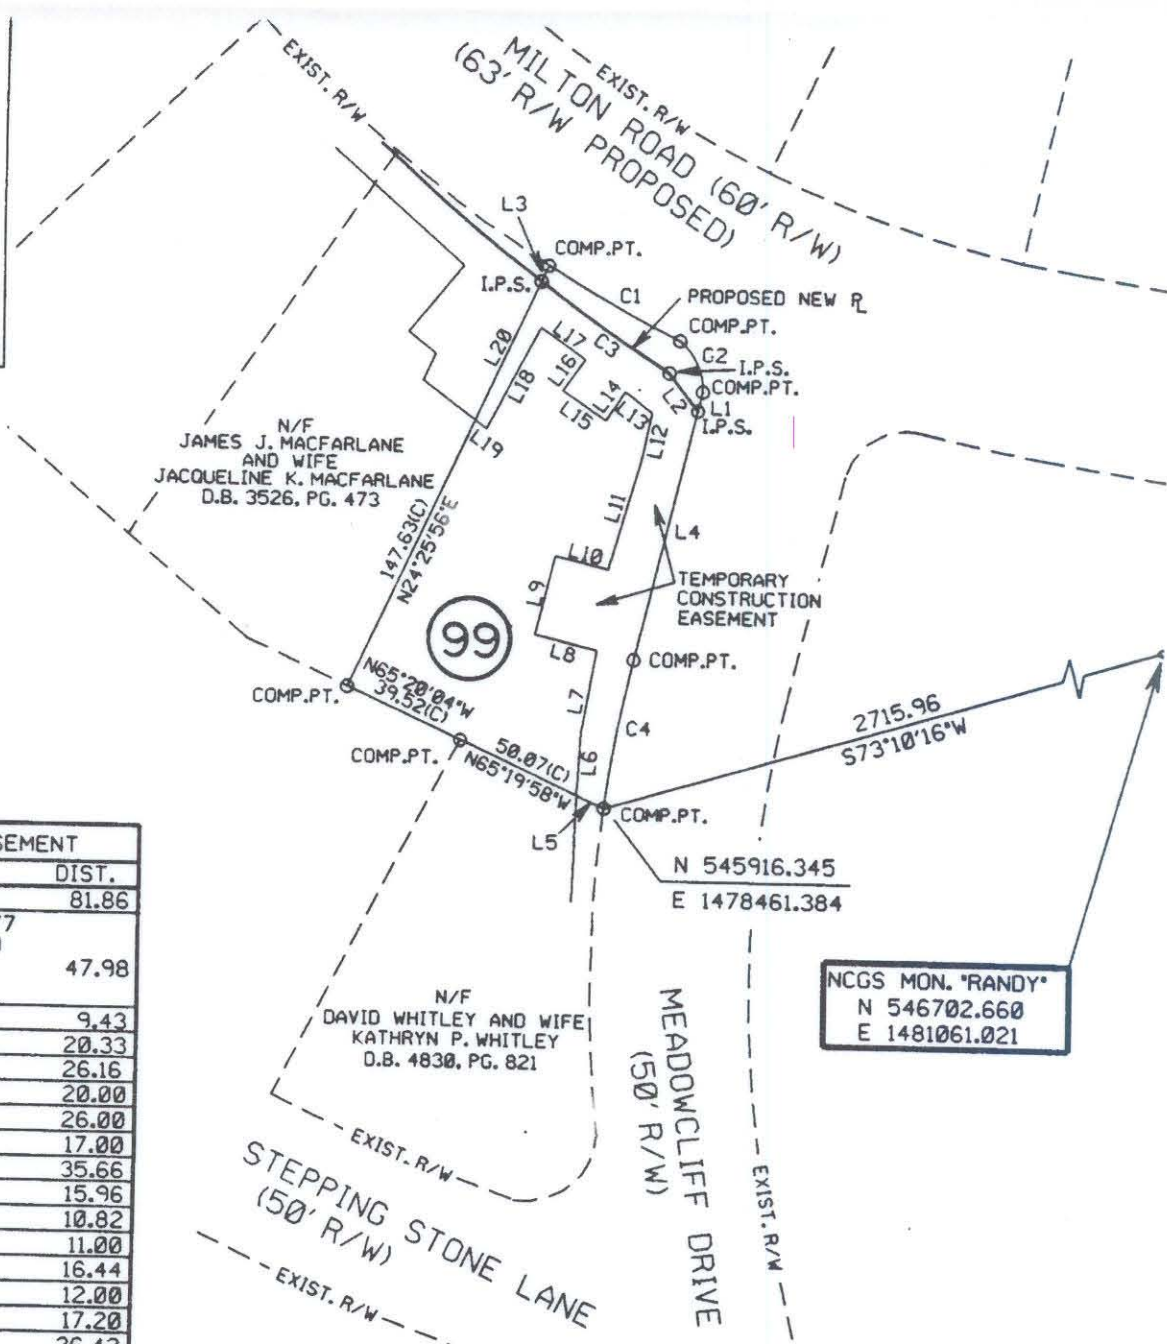 EXIST. R/W
EXIST. R/W
MILTON ROAD (60' R/W)
(63' R/W PROPOSED)
L3
COMP.PT.
I.P.S.
C1
PROPOSED NEW PL
COMP.PT.
C2
I.P.S.
COMP.PT.
L1
I.P.S.
C3
L2
L20
L17
L16
L18
L15
L14
L13
L12
L19
N/F
JAMES J. MACFARLANE
AND WIFE
JACQUELINE K. MACFARLANE
D.B. 3526, PG. 473
147.63(C)
N24°25'56"E
L11
L4
L10
L9
TEMPORARY
CONSTRUCTION
EASEMENT
99
L8
COMP.PT.
L7
C4
COMP.PT.
N65°20'04"W
39.52(C)
COMP.PT.
50.07(C)
N65°19'58"W
L6
L5
COMP.PT.
2715.96
S73°10'16"W
N 545916.345
E 1478461.384
NCGS MON. "RANDY"
N 546702.660
E 1481061.021
SEMENT
DIST.
81.86
47.98
9.43
20.33
26.16
20.00
26.00
17.00
35.66
15.96
10.82
11.00
16.44
12.00
17.20
N/F
DAVID WHITLEY AND WIFE
KATHRYN P. WHITLEY
D.B. 4830, PG. 821
MEADOWCLIFF DRIVE
(50' R/W)
EXIST. R/W
EXIST. R/W
STEPPING STONE LANE
(50' R/W)
EXIST. R/W